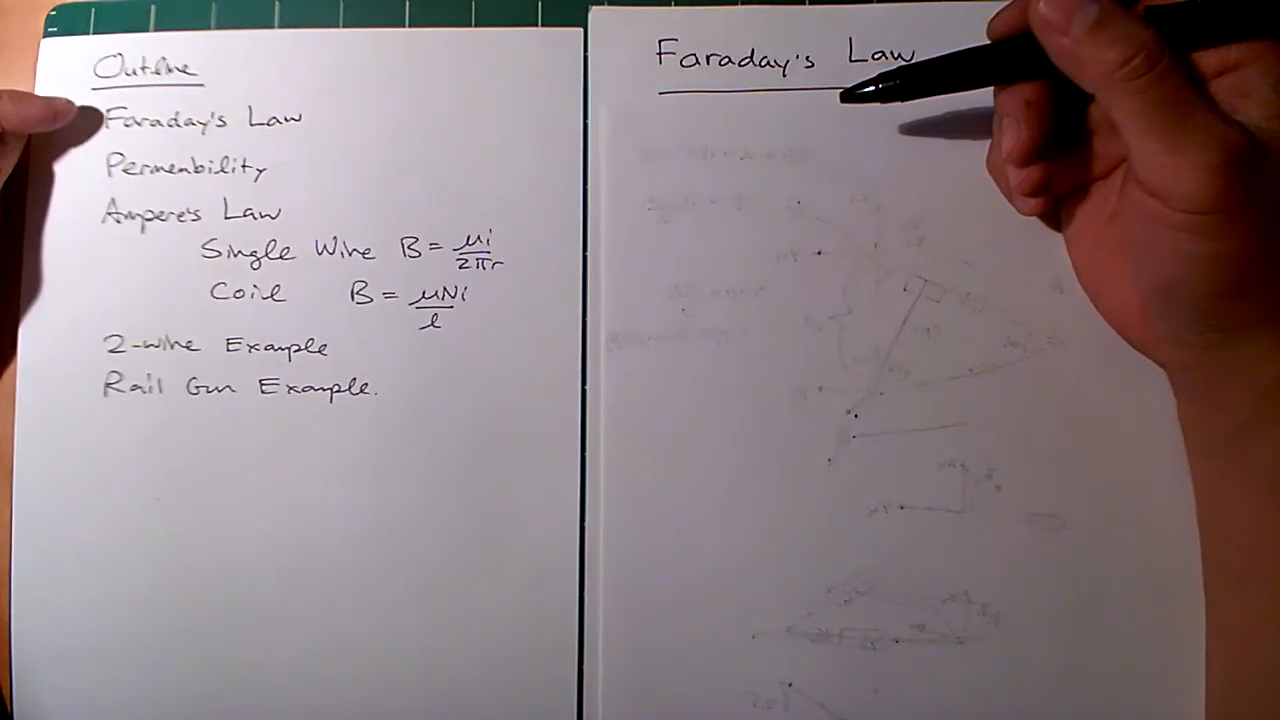 Outline
Faraday's Law
Permeability
Ampere's Law
Single Wire B = μi/2πr
Coil B = μNi/l
2-wire Example
Rail Gun Example.
Faraday's Law